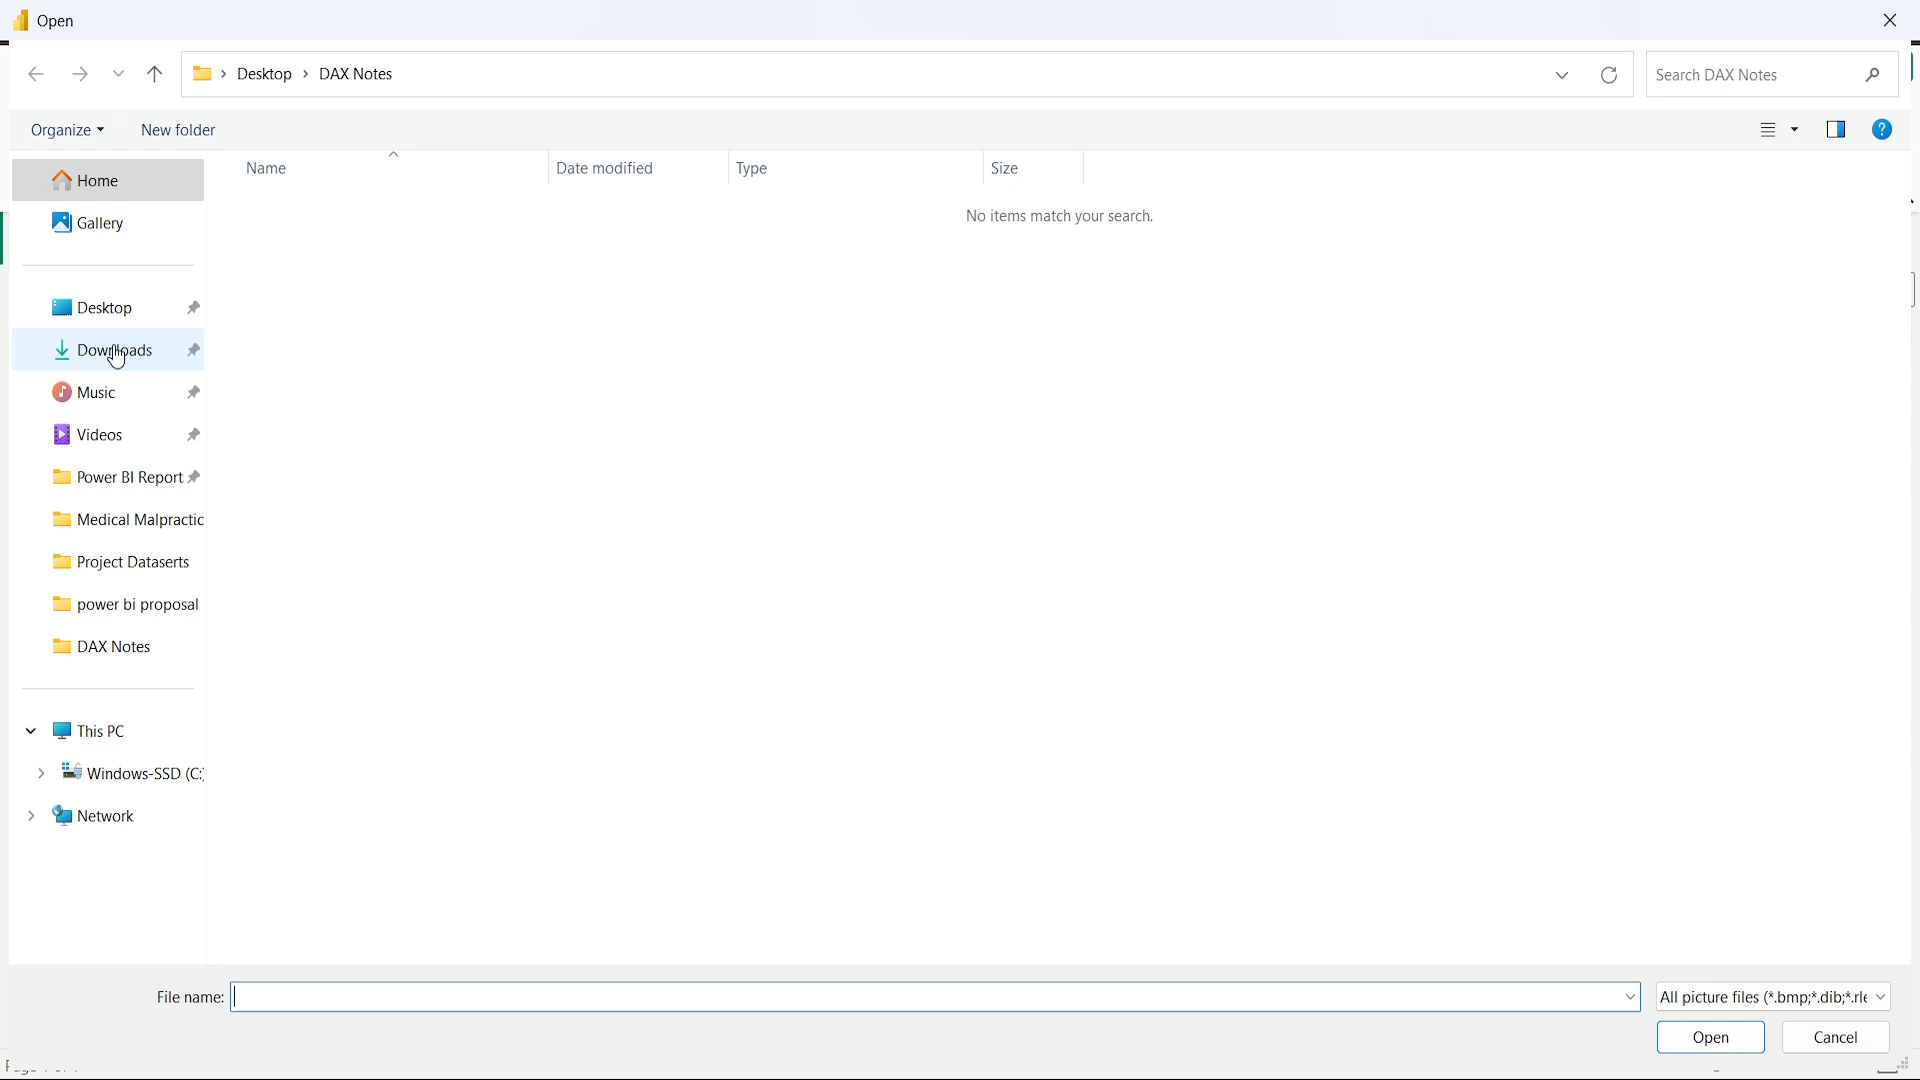 Open
Desktop > DAX Notes
Search DAX Notes
Organize
New folder
Name
Date modified
Type
Size
No items match your search.
Home
Gallery
Desktop
Downloads
Music
Videos
Power BI Report
Medical Malpractic
Project Dataserts
power bi proposal
DAX Notes
This PC
Windows-SSD (C:)
Network
File name:
All picture files (*.bmp;*.dib;*.rle
Open
Cancel